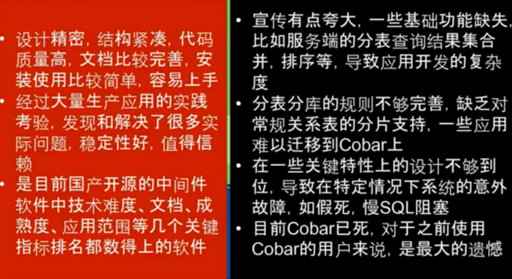 • 设计精密, 结构紧凑, 代码
质量高, 文档比较完善, 安
装使用比较简单, 容易上手
• 经过大量生产应用的实践
考验, 发现和解决了很多实
际问题, 稳定性好, 值得信
赖
• 是目前国产开源的中间件
软件中技术难度、文档、成
熟度、应用范围等几个关键
指标排名都数得上的软件
• 宣传有点夸大, 一些基础功能缺失,
比如服务端的分表查询结果集合
并, 排序等, 导致应用开发的复杂
度
• 分表分库的规则不够完善, 缺乏对
常规关系表的分片支持, 一些应用
难以迁移到Cobar上
• 在一些关键特性上的设计不够到
位, 导致在特定情况下系统的意外
故障, 如假死, 慢SQL阻塞
• 目前Cobar已死, 对于之前使用
Cobar的用户来说, 是最大的遗憾